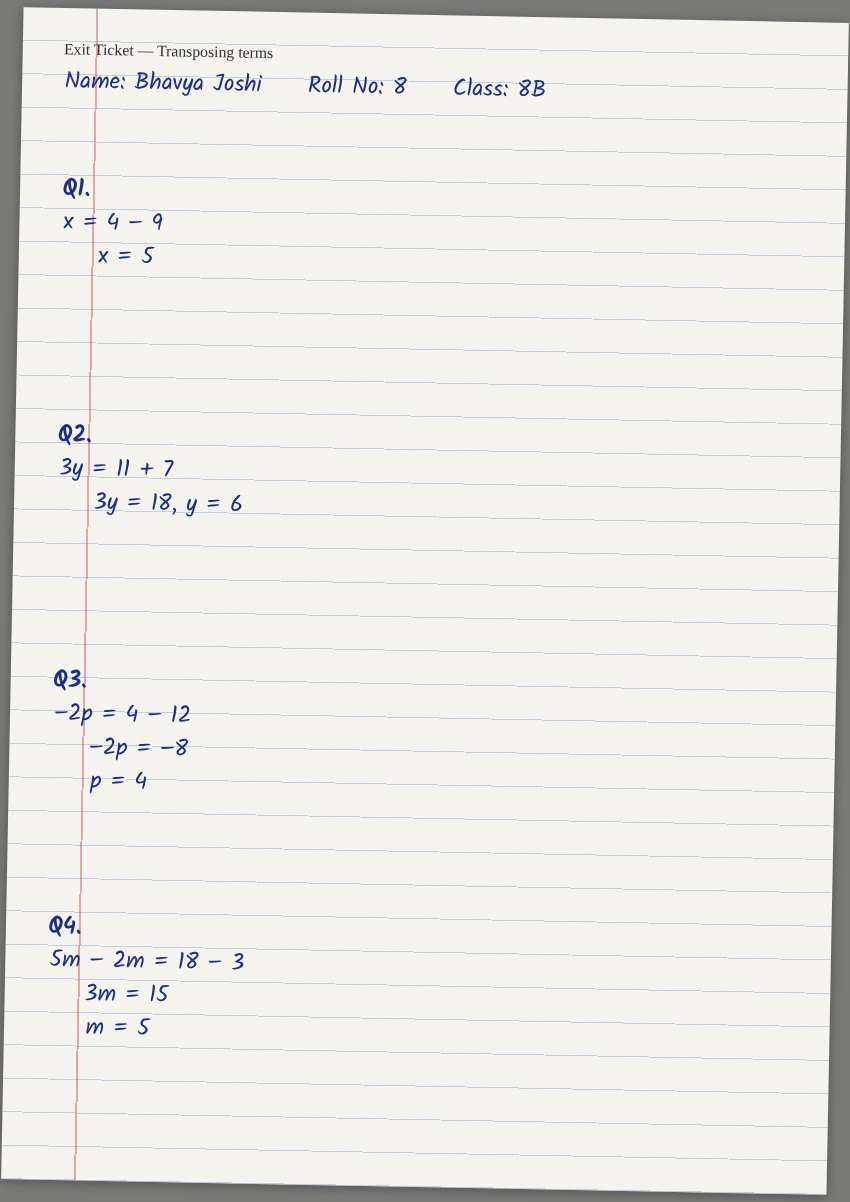 Exit Ticket — Transposing terms
Name: Bhavya Joshi Roll No: 8 Class: 8B
Q1.
x = 4 − 9
x = 5
Q2.
3y = 11 + 7
3y = 18, y = 6
Q3.
−2p = 4 − 12
−2p = −8
p = 4
Q4.
5m − 2m = 18 − 3
3m = 15
m = 5